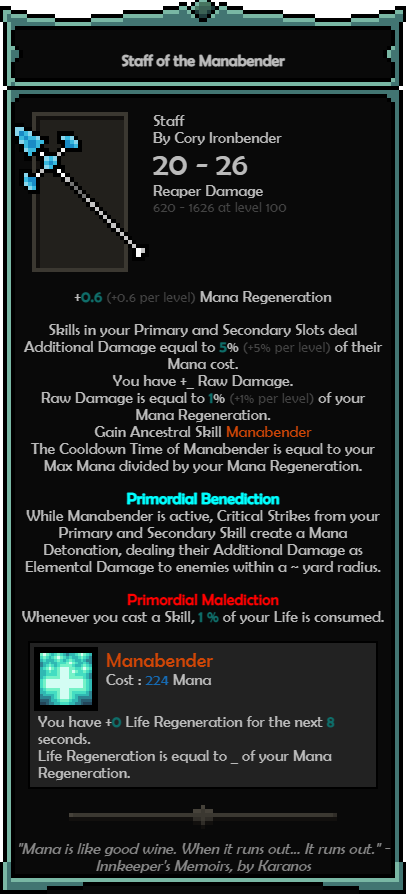 Staff of the Manabender
Staff
By Cory Ironbender
20 - 26
Reaper Damage
620 - 1626 at level 100
+0.6 (+0.6 per level) Mana Regeneration
Skills in your Primary and Secondary Slots deal
Additional Damage equal to 5% (+5% per level) of their
Mana cost.
You have +_ Raw Damage.
Raw Damage is equal to 1% (+1% per level) of your
Mana Regeneration.
Gain Ancestral Skill Manabender
The Cooldown Time of Manabender is equal to your
Max Mana divided by your Mana Regeneration.
Primordial Benediction
While Manabender is active, Critical Strikes from your
Primary and Secondary Skill create a Mana
Detonation, dealing their Additional Damage as
Elemental Damage to enemies within a ~ yard radius.
Primordial Malediction
Whenever you cast a Skill, 1 % of your Life is consumed.
Manabender
Cost : 224 Mana
You have +0 Life Regeneration for the next 8
seconds.
Life Regeneration is equal to _ of your Mana
Regeneration.
"Mana is like good wine. When it runs out... It runs out." -
Innkeeper's Memoirs, by Karanos